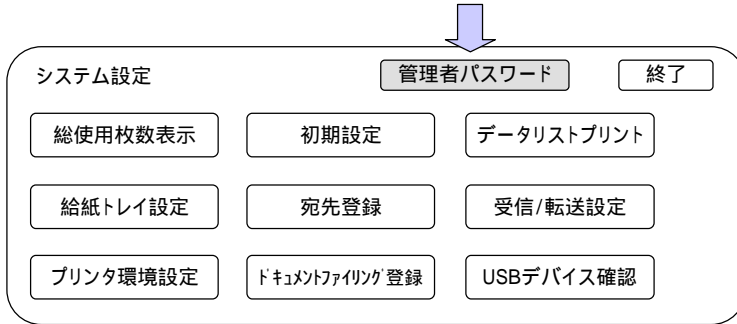 システム設定 管理者パスワード 終了
総使用枚数表示 初期設定 データリストプリント
給紙トレイ設定 宛先登録 受信/転送設定
プリンタ環境設定 ﾄﾞｷｭﾒﾝﾄﾌｧｲﾘﾝｸﾞ登録 USBデバイス確認